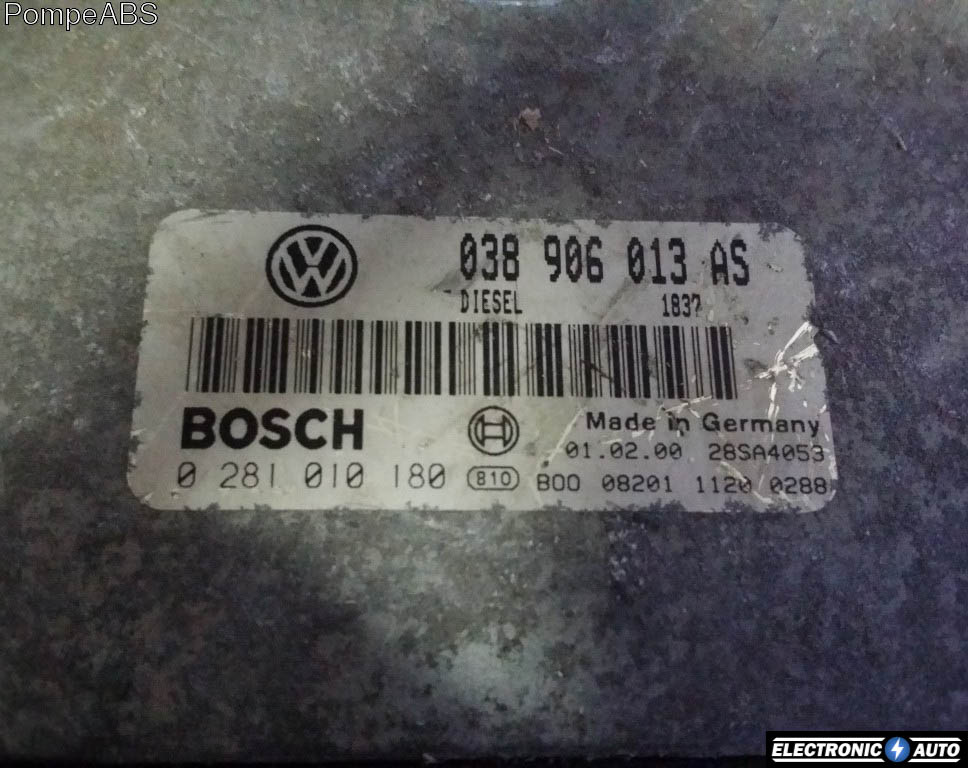 PompeABS
038 906 013 AS
DIESEL 1837
BOSCH
Made in Germany
01.02.00 28SA4053
0 281 010 180 810 B00 08201 1120 0288
ELECTRONIC AUTO